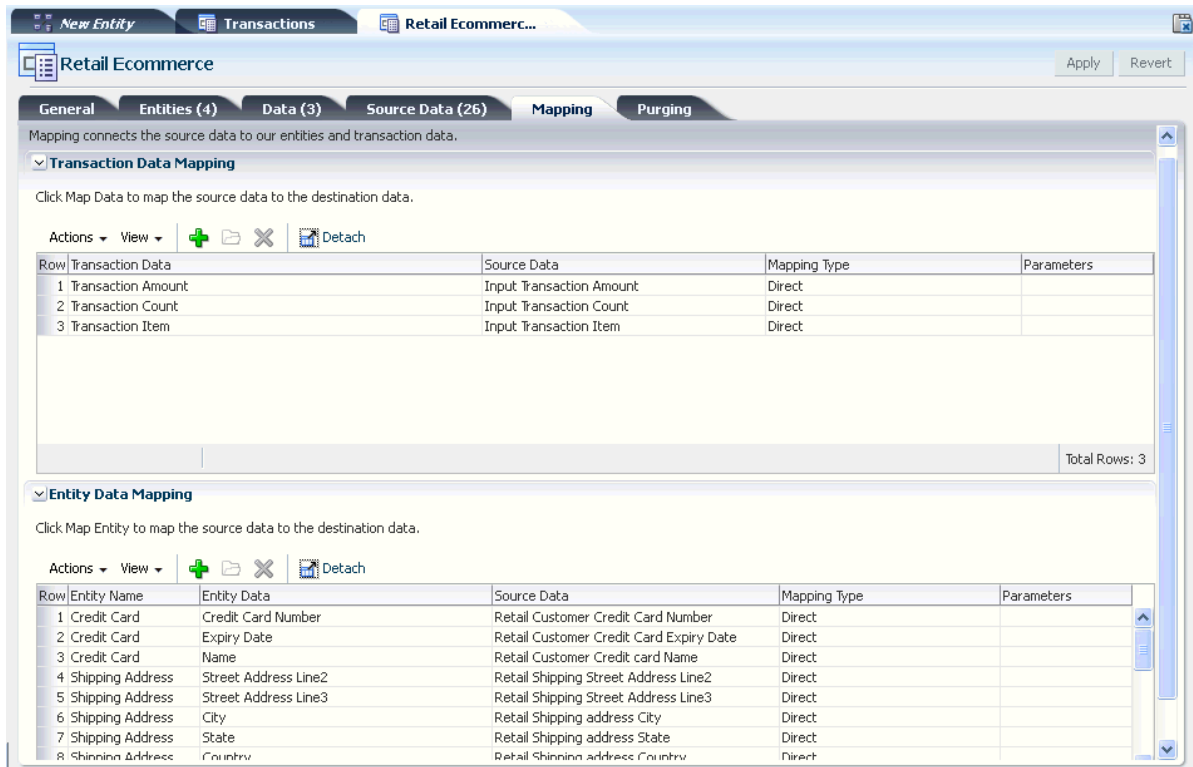 New Entity Transactions Retail Ecommerc...
Retail Ecommerce Apply Revert
General Entities (4) Data (3) Source Data (26) Mapping Purging
Mapping connects the source data to our entities and transaction data.
Transaction Data Mapping
Click Map Data to map the source data to the destination data.
Actions View Detach
Row Transaction Data Source Data Mapping Type Parameters
1 Transaction Amount Input Transaction Amount Direct
2 Transaction Count Input Transaction Count Direct
3 Transaction Item Input Transaction Item Direct
Total Rows: 3
Entity Data Mapping
Click Map Entity to map the source data to the destination data.
Actions View Detach
Row Entity Name Entity Data Source Data Mapping Type Parameters
1 Credit Card Credit Card Number Retail Customer Credit Card Number Direct
2 Credit Card Expiry Date Retail Customer Credit Card Expiry Date Direct
3 Credit Card Name Retail Customer Credit card Name Direct
4 Shipping Address Street Address Line2 Retail Shipping Street Address Line2 Direct
5 Shipping Address Street Address Line3 Retail Shipping Street Address Line3 Direct
6 Shipping Address City Retail Shipping address City Direct
7 Shipping Address State Retail Shipping address State Direct
8 Shipping Address Country Retail Shipping address Country Direct